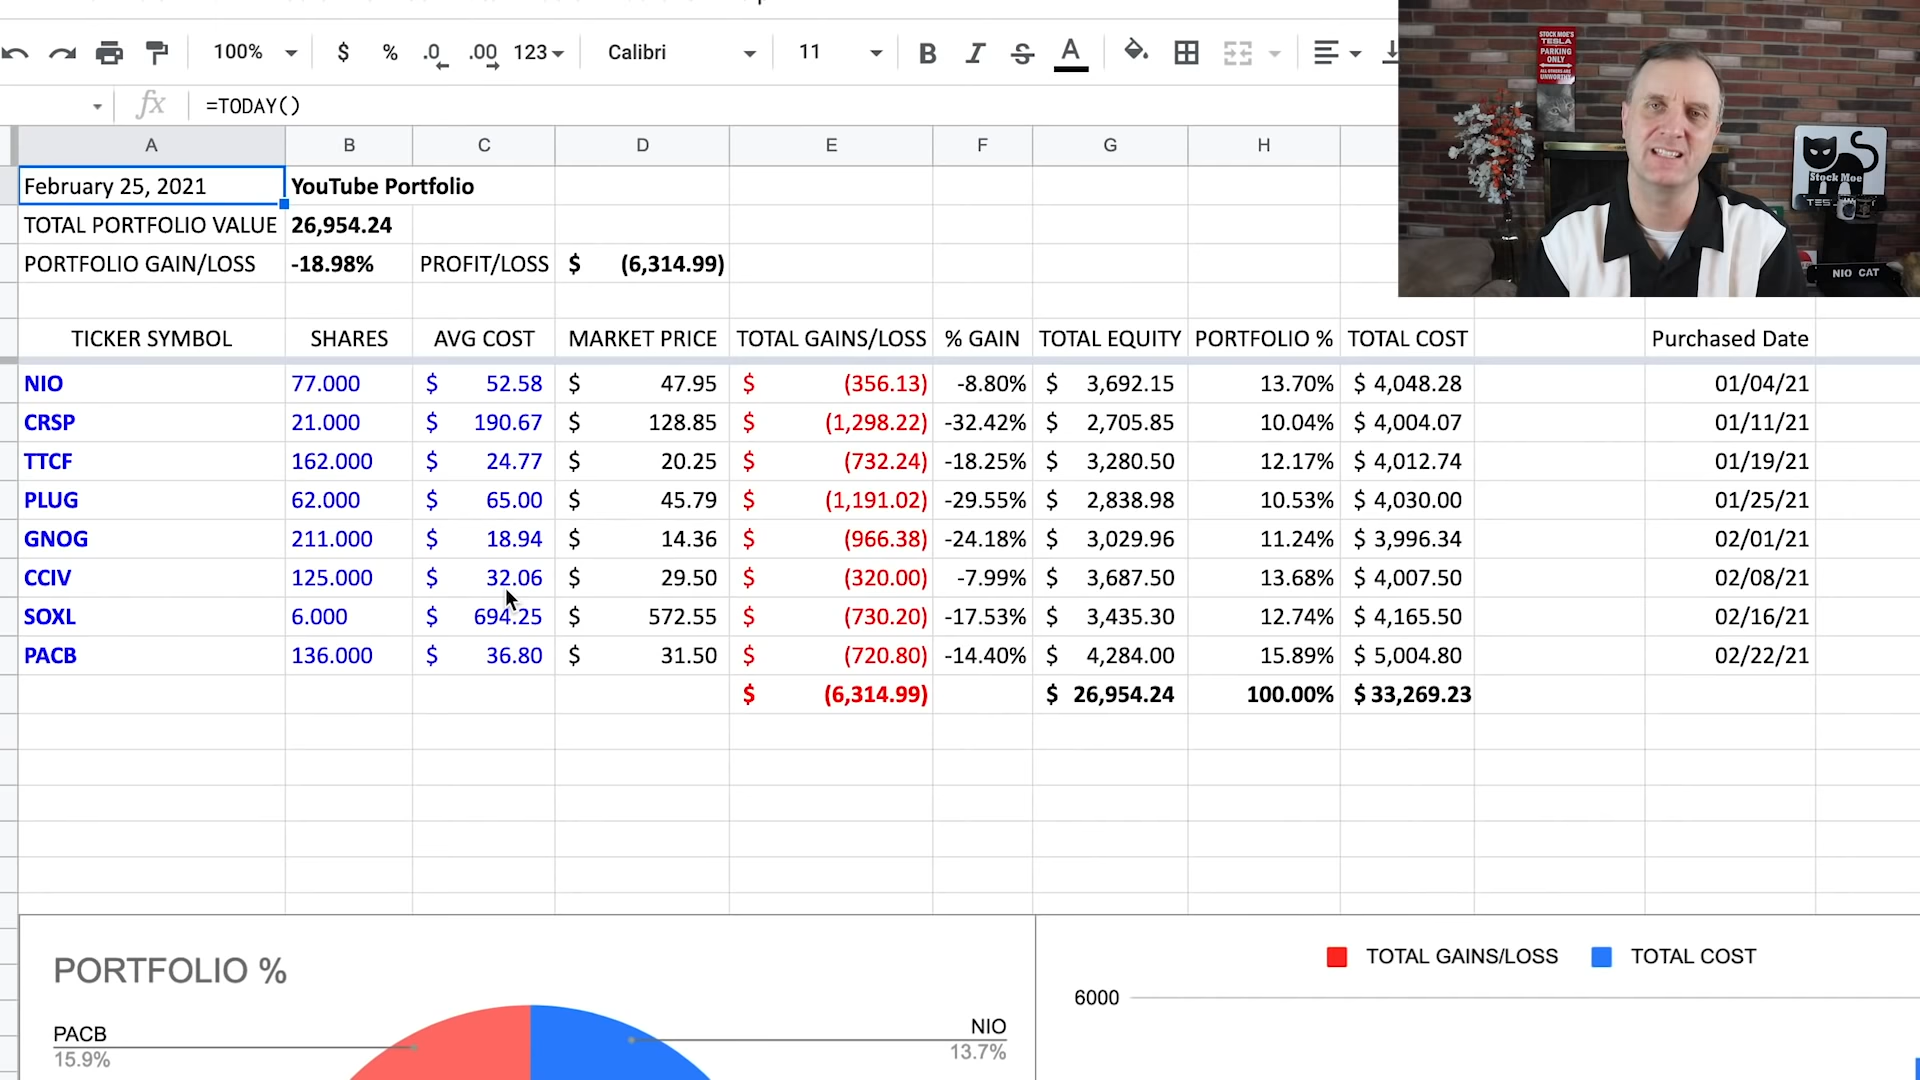 100% $ % .0 .00 123 Calibri 11 B I S A
fx =TODAY()
A B C D E F G H
February 25, 2021 YouTube Portfolio
TOTAL PORTFOLIO VALUE 26,954.24
PORTFOLIO GAIN/LOSS -18.98% PROFIT/LOSS $ (6,314.99)
TICKER SYMBOL SHARES AVG COST MARKET PRICE TOTAL GAINS/LOSS % GAIN TOTAL EQUITY PORTFOLIO % TOTAL COST Purchased Date
NIO 77.000 $ 52.58 $ 47.95 $ (356.13) -8.80% $ 3,692.15 13.70% $ 4,048.28 01/04/21
CRSP 21.000 $ 190.67 $ 128.85 $ (1,298.22) -32.42% $ 2,705.85 10.04% $ 4,004.07 01/11/21
TTCF 162.000 $ 24.77 $ 20.25 $ (732.24) -18.25% $ 3,280.50 12.17% $ 4,012.74 01/19/21
PLUG 62.000 $ 65.00 $ 45.79 $ (1,191.02) -29.55% $ 2,838.98 10.53% $ 4,030.00 01/25/21
GNOG 211.000 $ 18.94 $ 14.36 $ (966.38) -24.18% $ 3,029.96 11.24% $ 3,996.34 02/01/21
CCIV 125.000 $ 32.06 $ 29.50 $ (320.00) -7.99% $ 3,687.50 13.68% $ 4,007.50 02/08/21
SOXL 6.000 $ 694.25 $ 572.55 $ (730.20) -17.53% $ 3,435.30 12.74% $ 4,165.50 02/16/21
PACB 136.000 $ 36.80 $ 31.50 $ (720.80) -14.40% $ 4,284.00 15.89% $ 5,004.80 02/22/21
$ (6,314.99) $ 26,954.24 100.00% $ 33,269.23
PORTFOLIO %
PACB
15.9%
NIO
13.7%
TOTAL GAINS/LOSS TOTAL COST
6000
STOCK MOE'S
TESLA
PARKING
ONLY
ALL OTHERS ARE
UNWORTHY
Stock Moe
NIO CAT